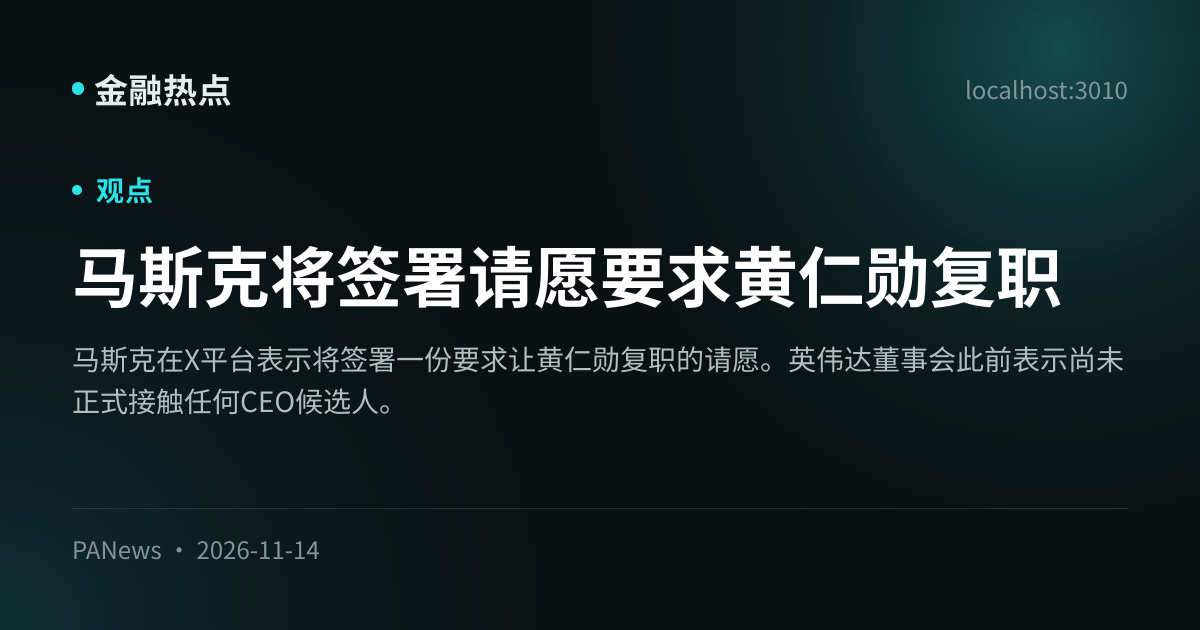 金融热点
localhost:3010
观点
马斯克将签署请愿要求黄仁勋复职
马斯克在X平台表示将签署一份要求让黄仁勋复职的请愿。英伟达董事会此前表示尚未
正式接触任何CEO候选人。
PANews • 2026-11-14